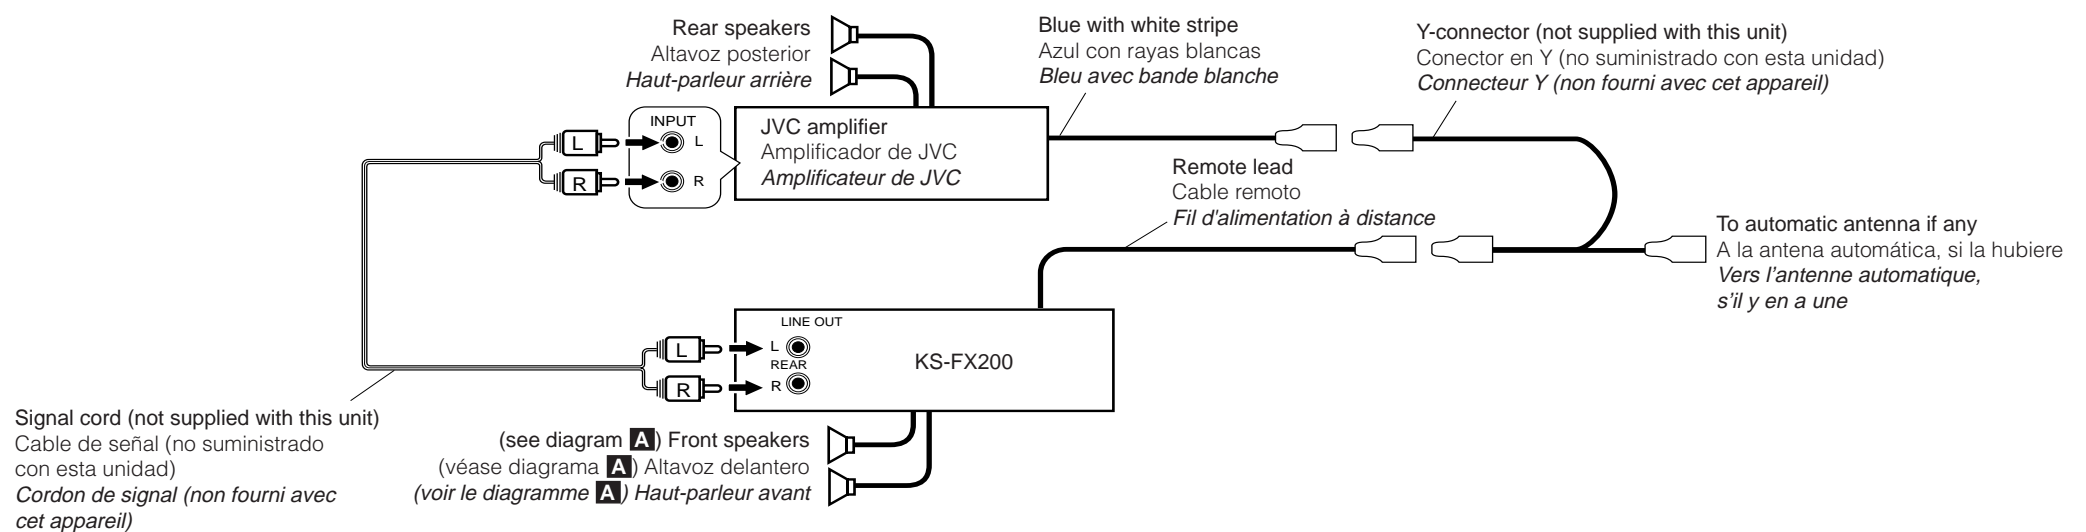 Rear speakers
Altavoz posterior
Haut-parleur arrière
Blue with white stripe
Azul con rayas blancas
Bleu avec bande blanche
Y-connector (not supplied with this unit)
Conector en Y (no suministrado con esta unidad)
Connecteur Y (non fourni avec cet appareil)
INPUT
L
L
R
R
JVC amplifier
Amplificador de JVC
Amplificateur de JVC
Remote lead
Cable remoto
Fil d'alimentation à distance
To automatic antenna if any
A la antena automática, si la hubiere
Vers l'antenne automatique,
s'il y en a une
LINE OUT
L
L
REAR
R
R
KS-FX200
Signal cord (not supplied with this unit)
Cable de señal (no suministrado
con esta unidad)
Cordon de signal (non fourni avec
cet appareil)
(see diagram A) Front speakers
(véase diagrama A) Altavoz delantero
(voir le diagramme A) Haut-parleur avant